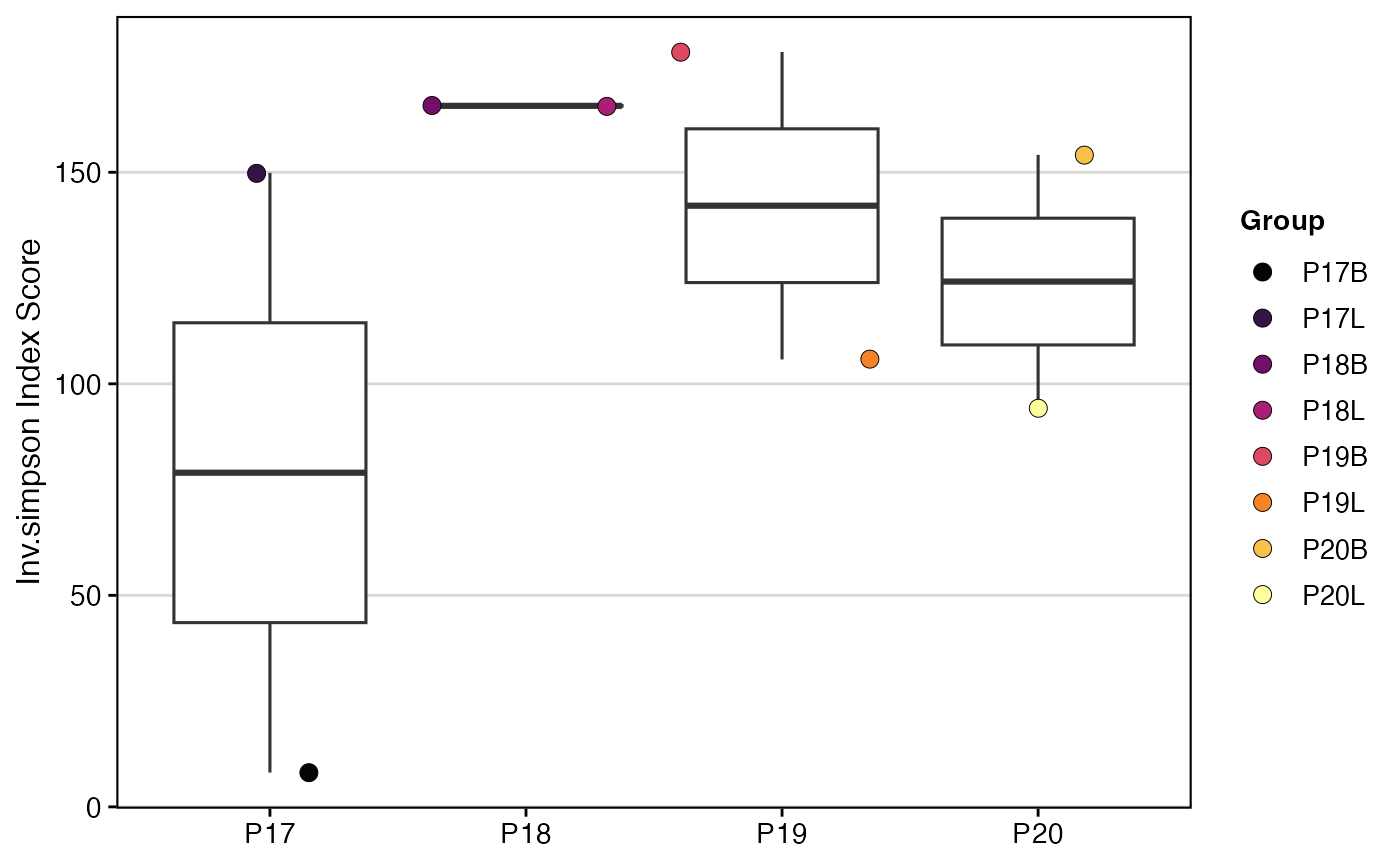 Inv.simpson Index Score
150
100
50
0
P17
P18
P19
P20
Group
P17B
P17L
P18B
P18L
P19B
P19L
P20B
P20L